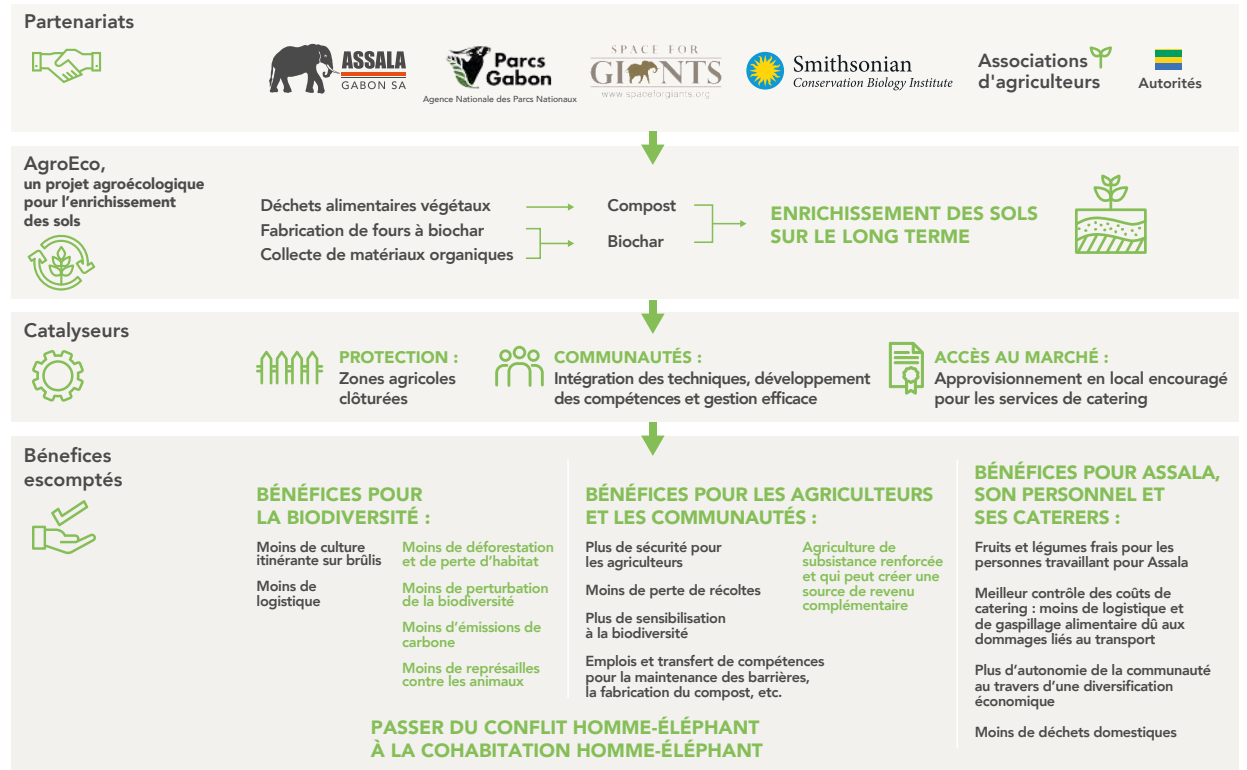 Partenariats
ASSALA
GABON SA
Parcs
Gabon
Agence Nationale des Parcs Nationaux
SPACE FOR
GIANTS
www.spaceforgiants.org
Smithsonian
Conservation Biology Institute
Associations
d'agriculteurs
Autorités
AgroEco,
un projet agroécologique
pour l'enrichissement
des sols
Déchets alimentaires végétaux
Fabrication de fours à biochar
Collecte de matériaux organiques
Compost
Biochar
ENRICHISSEMENT DES SOLS
SUR LE LONG TERME
Catalyseurs
PROTECTION :
Zones agricoles
clôturées
COMMUNAUTÉS :
Intégration des techniques, développement
des compétences et gestion efficace
ACCÈS AU MARCHÉ :
Approvisionnement en local encouragé
pour les services de catering
Bénefices
escomptés
BÉNÉFICES POUR
LA BIODIVERSITÉ :
Moins de culture
itinérante sur brûlis
Moins de
logistique
Moins de déforestation
et de perte d'habitat
Moins de perturbation
de la biodiversité
Moins d'émissions de
carbone
Moins de représailles
contre les animaux
BÉNÉFICES POUR LES AGRICULTEURS
ET LES COMMUNAUTÉS :
Plus de sécurité pour
les agriculteurs
Moins de perte de récoltes
Plus de sensibilisation
à la biodiversité
Emplois et transfert de compétences
pour la maintenance des barrières,
la fabrication du compost, etc.
Agriculture de
subsistance renforcée
et qui peut créer une
source de revenu
complémentaire
PASSER DU CONFLIT HOMME-ÉLÉPHANT
À LA COHABITATION HOMME-ÉLÉPHANT
BÉNÉFICES POUR ASSALA,
SON PERSONNEL ET
SES CATERERS :
Fruits et légumes frais pour les
personnes travaillant pour Assala
Meilleur contrôle des coûts de
catering : moins de logistique et
de gaspillage alimentaire dû aux
dommages liés au transport
Plus d'autonomie de la communauté
au travers d'une diversification
économique
Moins de déchets domestiques